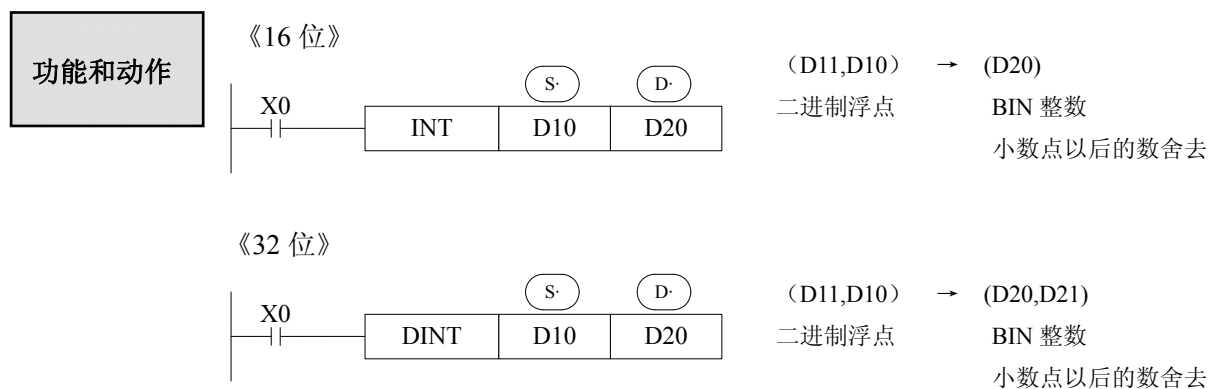 功能和动作
《16 位》
X0
S·
D·
INT D10 D20
（D11,D10） → (D20)
二进制浮点 BIN 整数
小数点以后的数舍去
《32 位》
X0
S·
D·
DINT D10 D20
（D11,D10） → (D20,D21)
二进制浮点 BIN 整数
小数点以后的数舍去